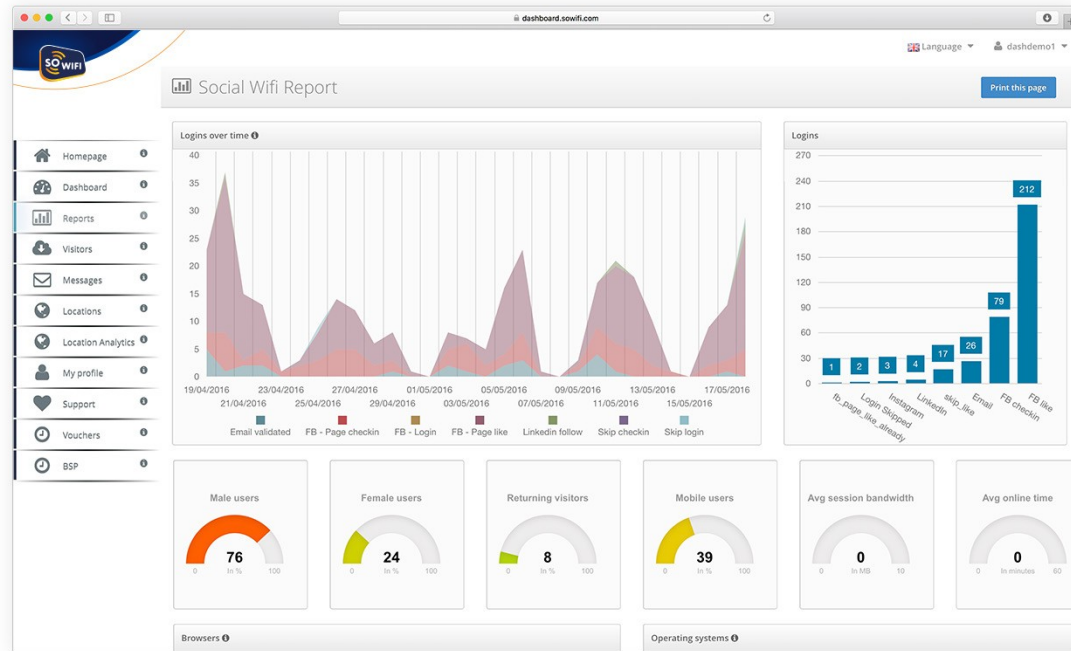 dashboard.sowifi.com
SO WIFI
Language
dashdemo1
Social Wifi Report
Print this page
Homepage
Dashboard
Reports
Visitors
Messages
Locations
Location Analytics
My profile
Support
Vouchers
BSP
Logins over time
40
35
30
25
20
15
10
5
0
19/04/2016 23/04/2016 27/04/2016 01/05/2016 05/05/2016 09/05/2016 13/05/2016 17/05/2016
21/04/2016 25/04/2016 29/04/2016 03/05/2016 07/05/2016 11/05/2016 15/05/2016
Email validated FB - Page checkin FB - Login FB - Page like Linkedin follow Skip checkin Skip login
Logins
270
240
210
180
150
120
90
60
30
0
1 2 3 4 17 26 79 212
fb_page_like_already
Login Skipped
Instagram
Linkedin
skip_like
Email
FB checkin
FB like
Male users
76
0 In % 100
Female users
24
0 In % 100
Returning visitors
8
0 In % 100
Mobile users
39
0 In % 100
Avg session bandwidth
0
0 In MB 10
Avg online time
0
0 In minutes 60
Browsers
Operating systems